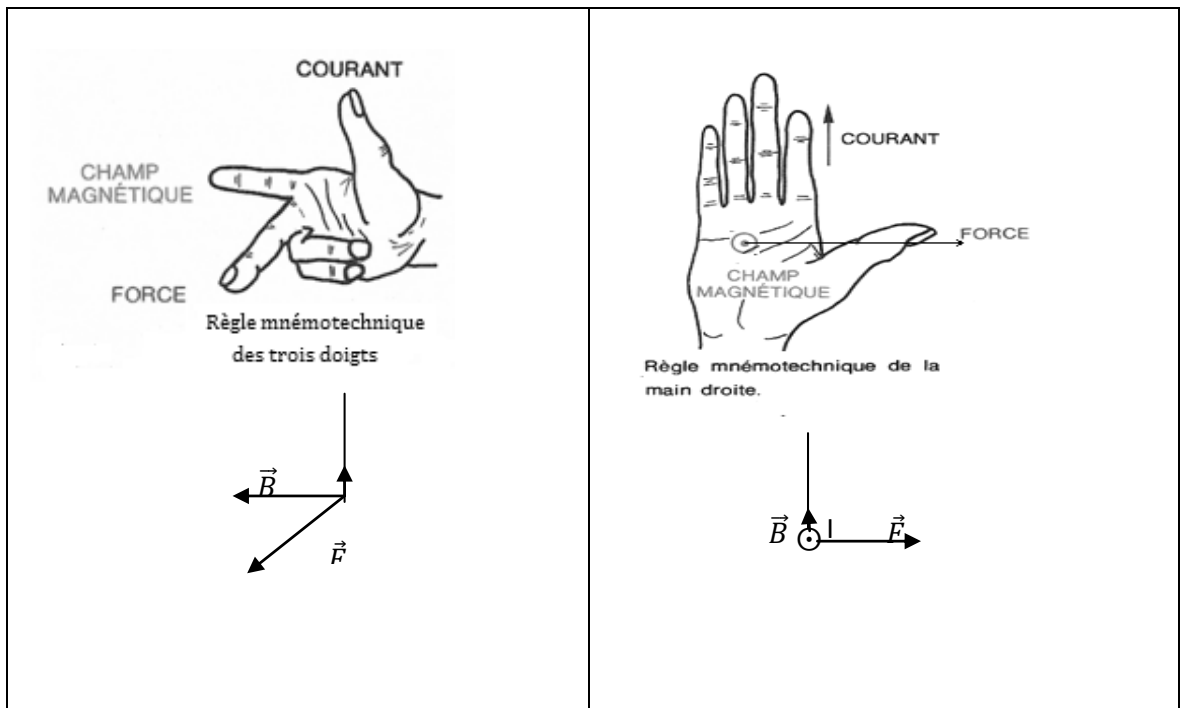 COURANT
CHAMP
MAGNÉTIQUE
FORCE
Règle mnémotechnique
des trois doigts
B⃗
F⃗
COURANT
FORCE
CHAMP
MAGNÉTIQUE
Règle mnémotechnique de la
main droite.
B⃗ I F⃗